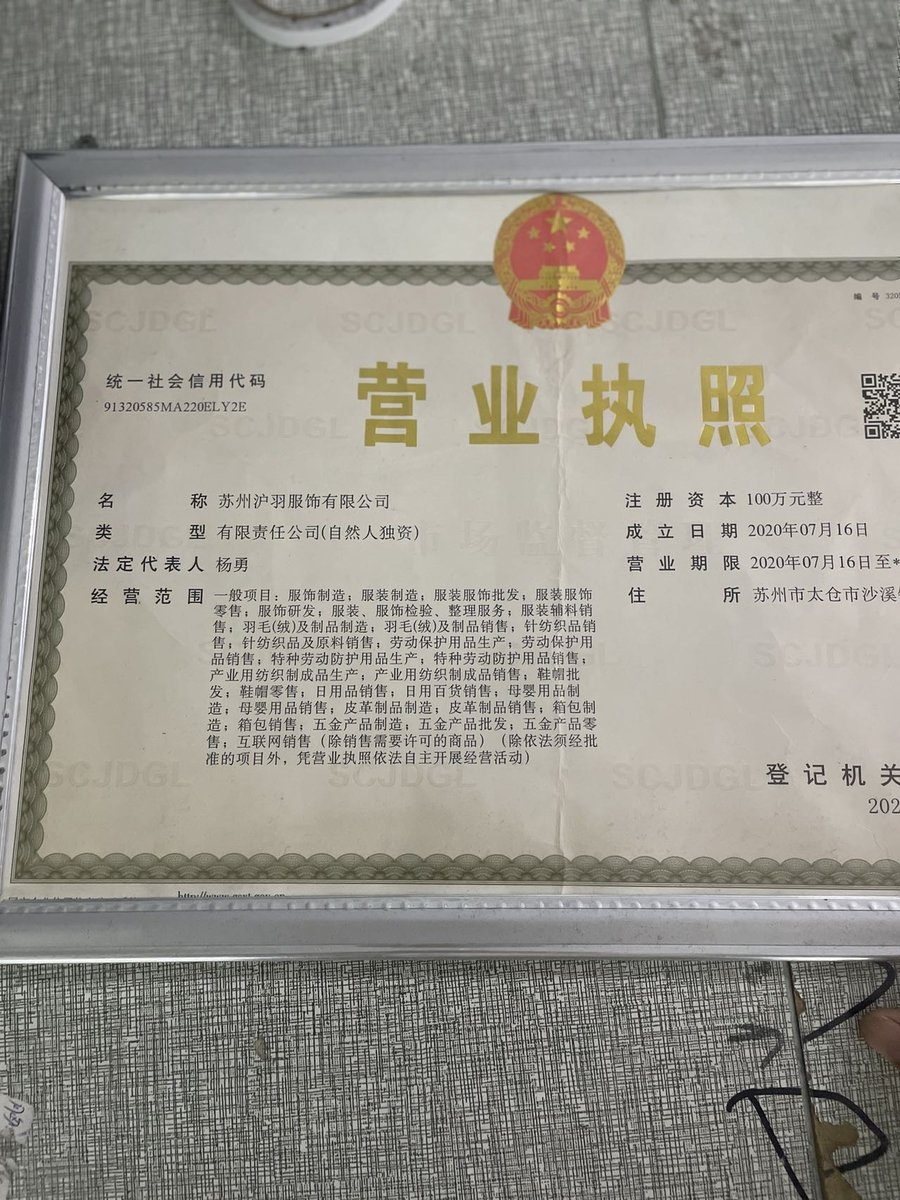 编 号 320
统一社会信用代码
91320585MA220ELY2E
营业执照
名 称 苏州沪羽服饰有限公司
类 型 有限责任公司(自然人独资)
法定代表人 杨勇
经营范围 一般项目：服饰制造；服装制造；服装服饰批发；服装服饰
零售；服饰研发；服装、服饰检验、整理服务；服装辅料销
售；羽毛(绒)及制品制造；羽毛(绒)及制品销售；针纺织品销
售；针纺织品及原料销售；劳动保护用品生产；劳动保护用
品销售；特种劳动防护用品生产；特种劳动防护用品销售；
产业用纺织制成品生产；产业用纺织制成品销售；鞋帽批
发；鞋帽零售；日用品销售；日用百货销售；母婴用品制
造；母婴用品销售；皮革制品制造；皮革制品销售；箱包制
造；箱包销售；五金产品制造；五金产品批发；五金产品零
售；互联网销售（除销售需要许可的商品）（除依法须经批
准的项目外，凭营业执照依法自主开展经营活动）
注册资本 100万元整
成立日期 2020年07月16日
营业期限 2020年07月16日至*
住 所 苏州市太仓市沙溪
登记机关
202
SCJDGL